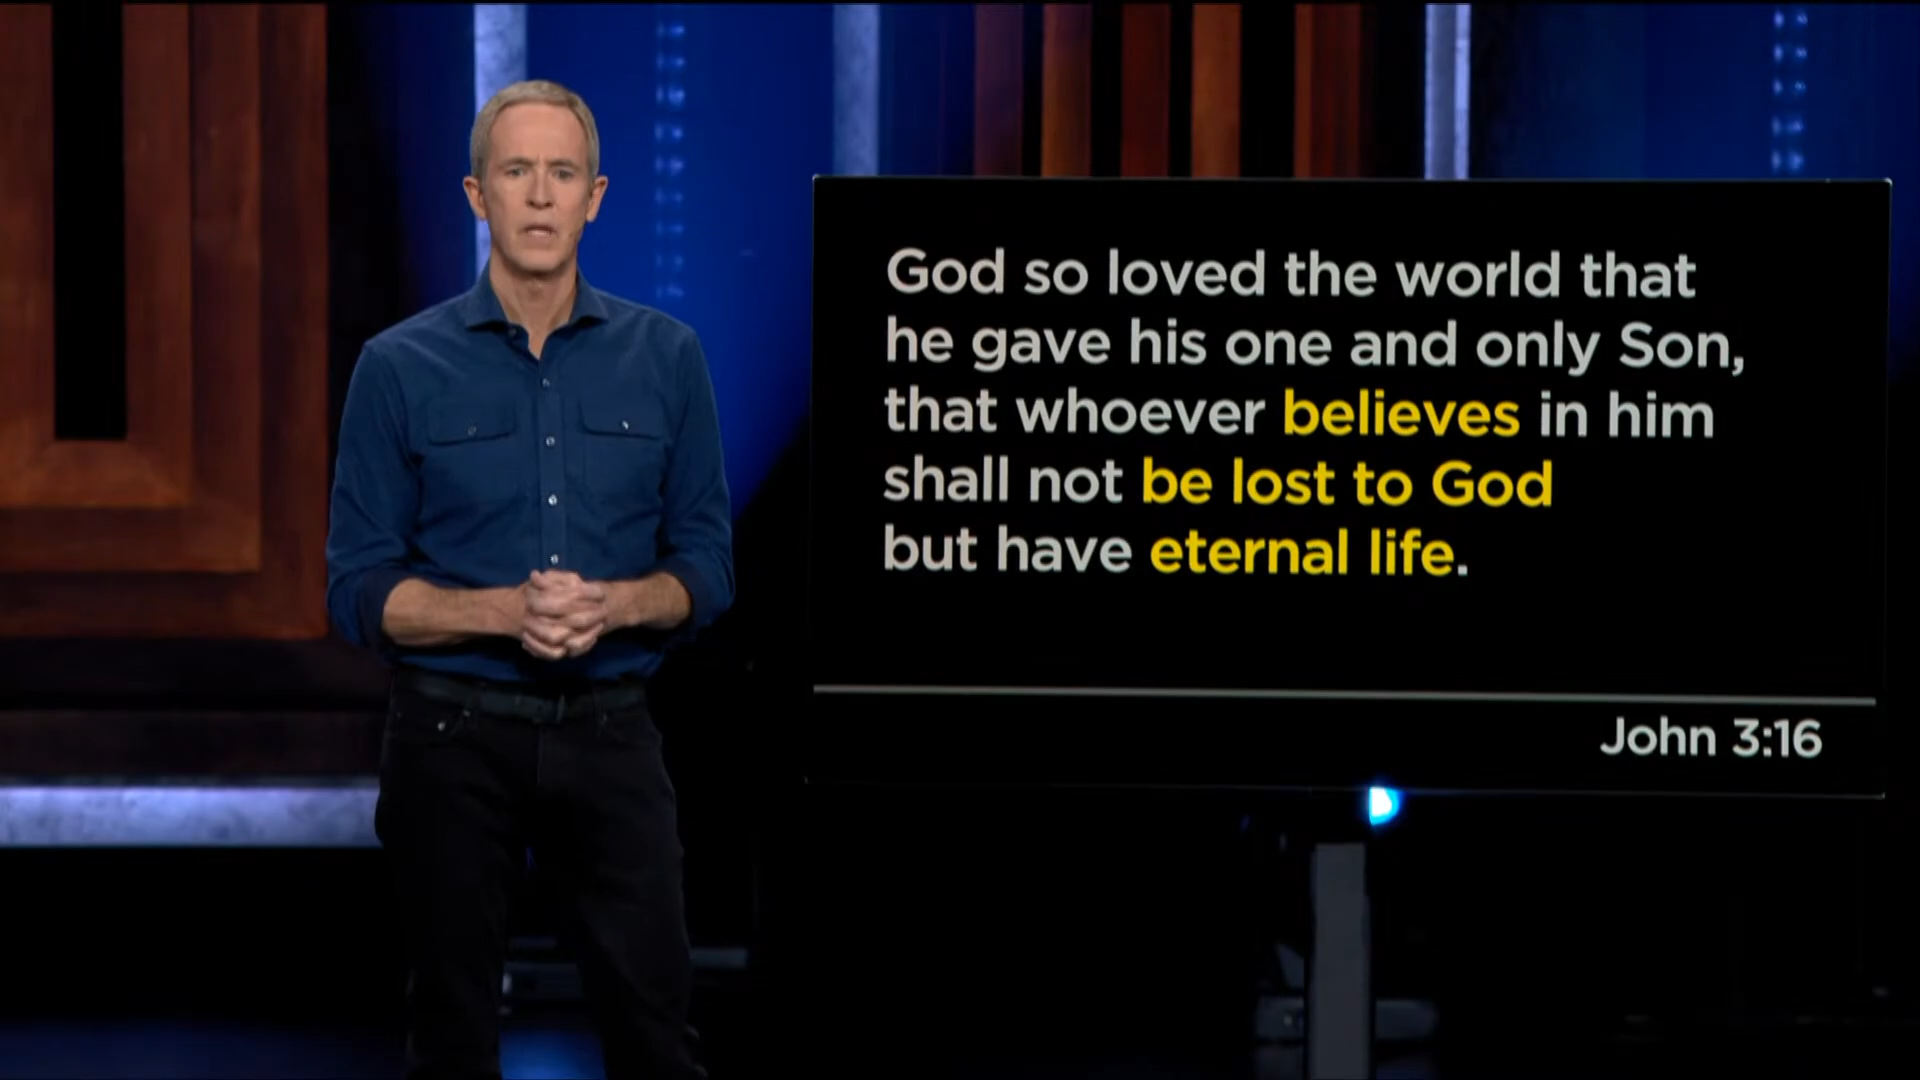 God so loved the world that
he gave his one and only Son,
that whoever believes in him
shall not be lost to God
but have eternal life.
John 3:16